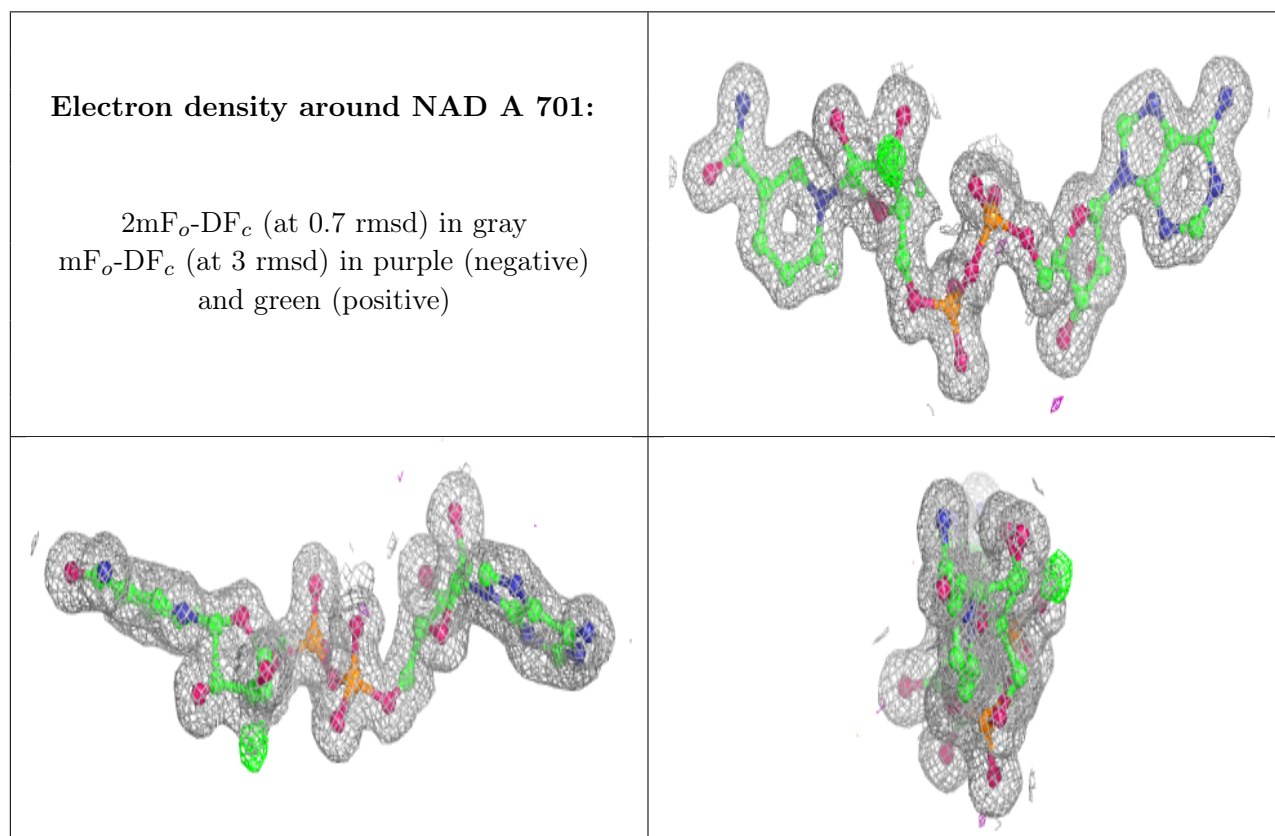 Electron density around NAD A 701:
2mFo-DFc (at 0.7 rmsd) in gray
mFo-DFc (at 3 rmsd) in purple (negative)
and green (positive)